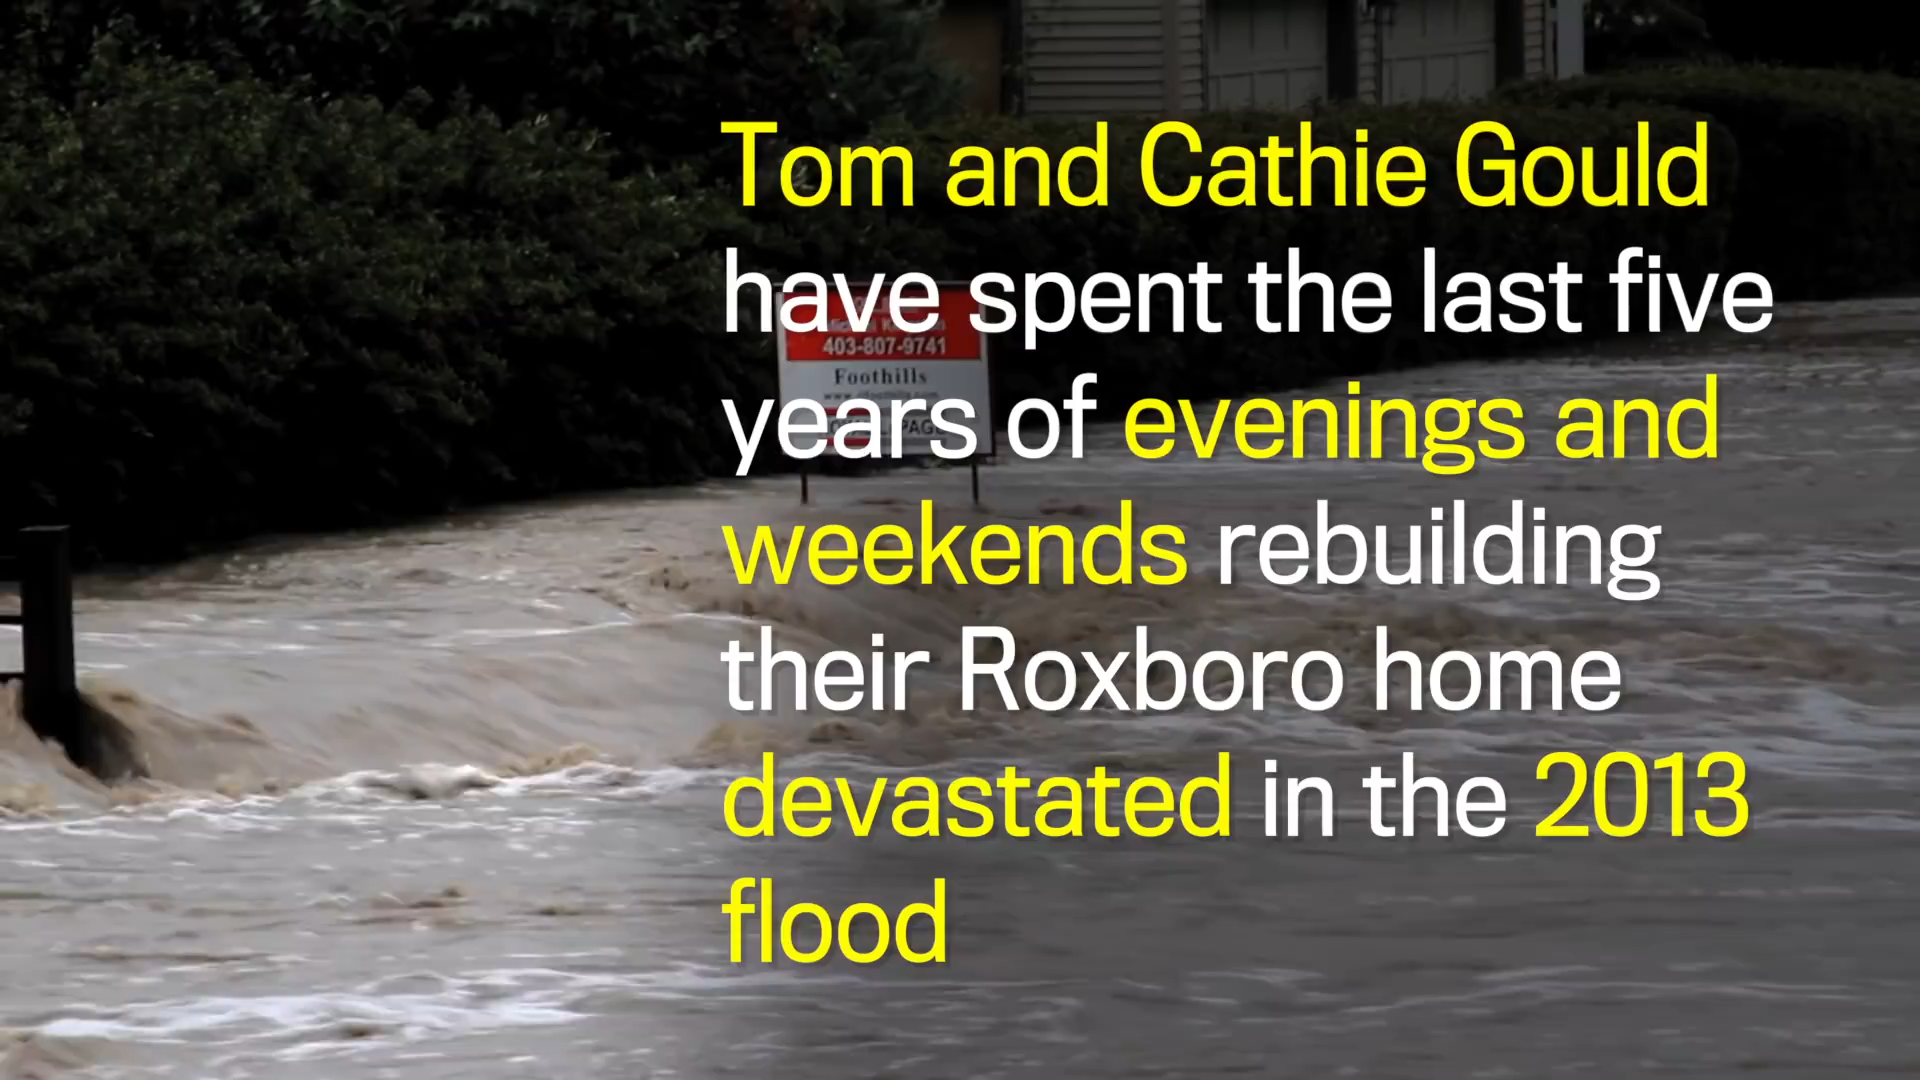 Tom and Cathie Gould
have spent the last five
years of evenings and
weekends rebuilding
their Roxboro home
devastated in the 2013
flood
403-807-9741
Foothills